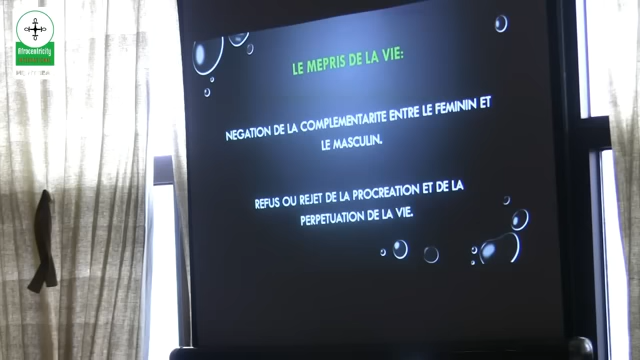 Afrocentricity
LE MEPRIS DE LA VIE:
NEGATION DE LA COMPLEMENTARITE ENTRE LE FEMININ ET
LE MASCULIN.
REFUS OU REJET DE LA PROCREATION ET DE LA
PERPETUATION DE LA VIE.